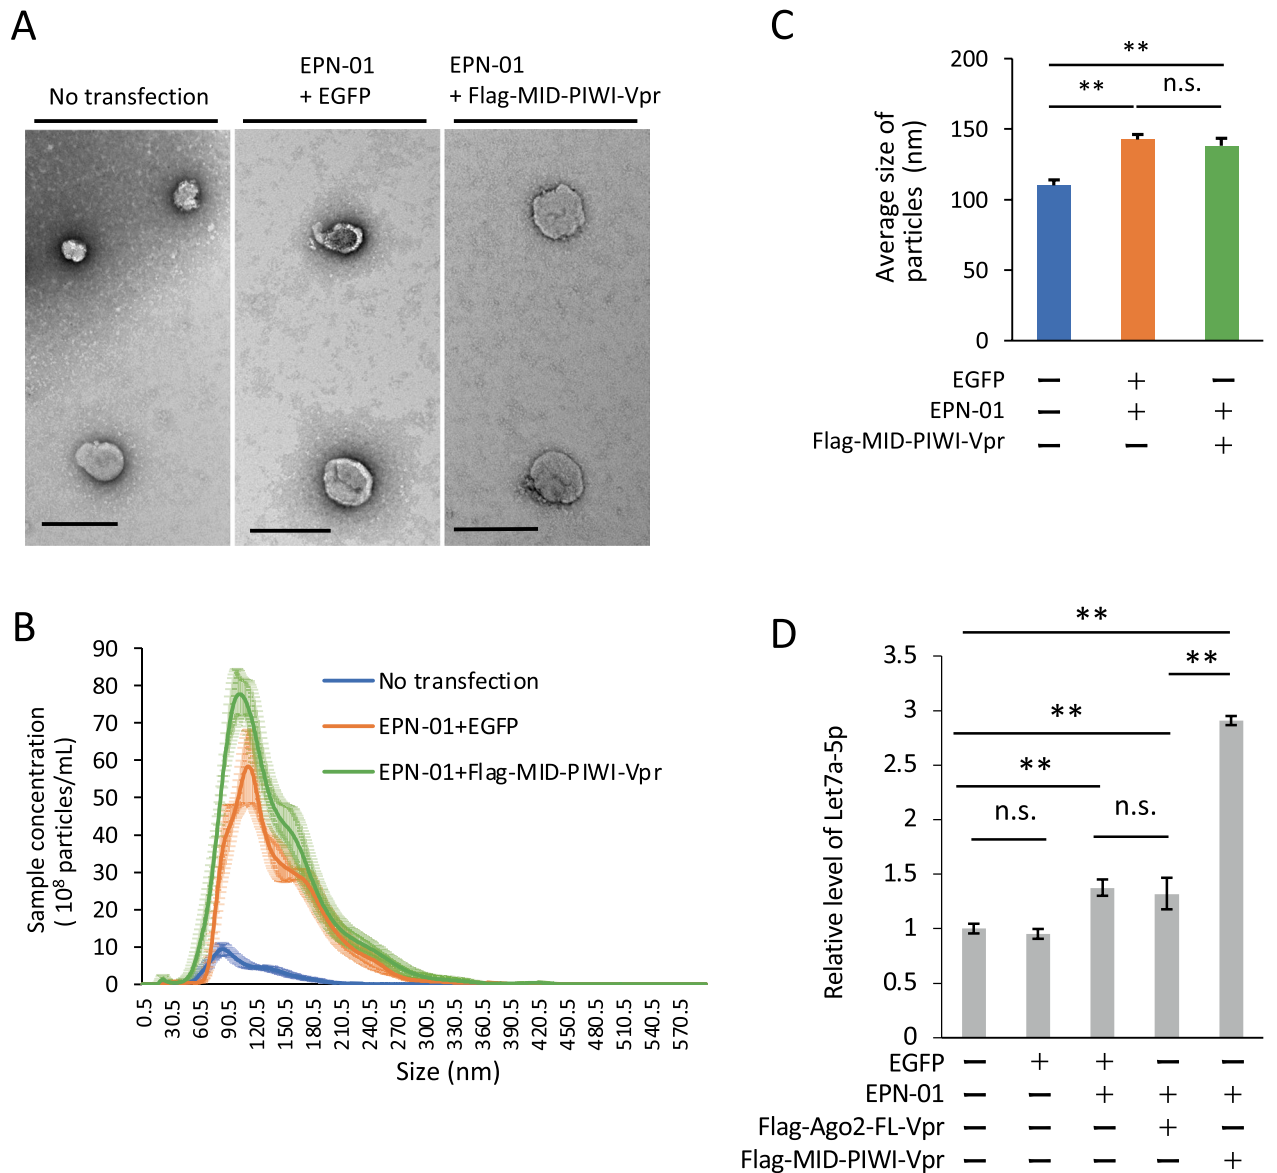 A
No transfection
EPN-01
+ EGFP
EPN-01
+ Flag-MID-PIWI-Vpr
B
Sample concentration
( 10⁸ particles/mL)
90
80
70
60
50
40
30
20
10
0
No transfection
EPN-01+EGFP
EPN-01+Flag-MID-PIWI-Vpr
0.5
30.5
60.5
90.5
120.5
150.5
180.5
210.5
240.5
270.5
300.5
330.5
360.5
390.5
420.5
450.5
480.5
510.5
540.5
570.5
Size (nm)
C
Average size of
particles (nm)
200
150
100
50
0
**
** n.s.
EGFP − + −
EPN-01 − + +
Flag-MID-PIWI-Vpr − − +
D
Relative level of Let7a-5p
3.5
3
2.5
2
1.5
1
0.5
0
**
**
**
**
n.s. n.s.
EGFP − + + − −
EPN-01 − − + + +
Flag-Ago2-FL-Vpr − − − + −
Flag-MID-PIWI-Vpr − − − − +